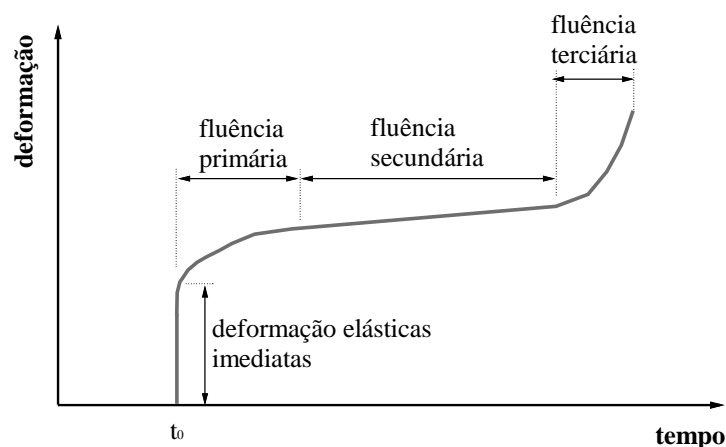 fluência
terciária
deformação
fluência
primária
fluência
secundária
deformação elásticas
imediatas
t0
tempo